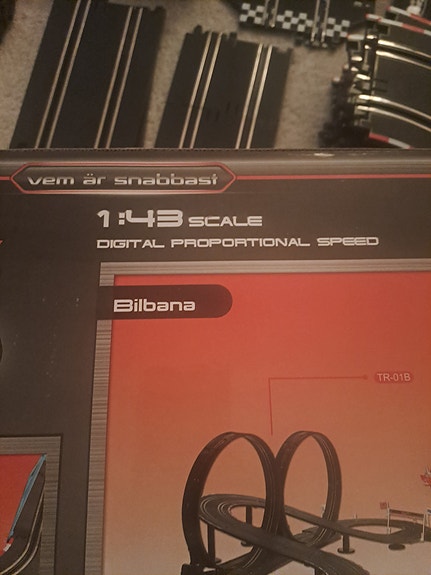 vem är snabbast
1:43 SCALE
DIGITAL PROPORTIONAL SPEED
Bilbana
TR-01B